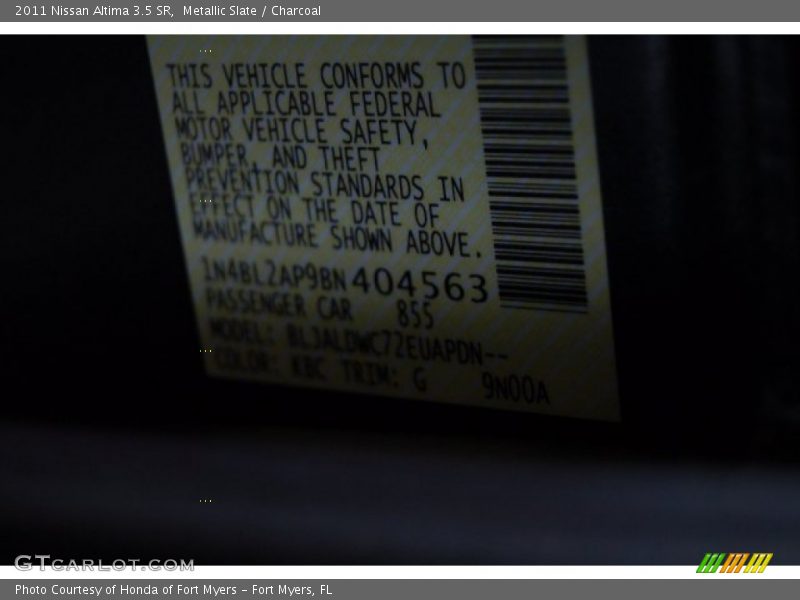 2011 Nissan Altima 3.5 SR,  Metallic Slate / Charcoal
THIS VEHICLE CONFORMS TO
ALL APPLICABLE FEDERAL
MOTOR VEHICLE SAFETY,
BUMPER, AND THEFT
PREVENTION STANDARDS IN
EFFECT ON THE DATE OF
MANUFACTURE SHOWN ABOVE.
1N4BL2AP9BN404563
PASSENGER CAR 855
MODEL: BLJALDWC72EUAPDN--
COLOR: KBC TRIM: G 9N00A
GTCARLOT.COM
Photo Courtesy of Honda of Fort Myers – Fort Myers, FL